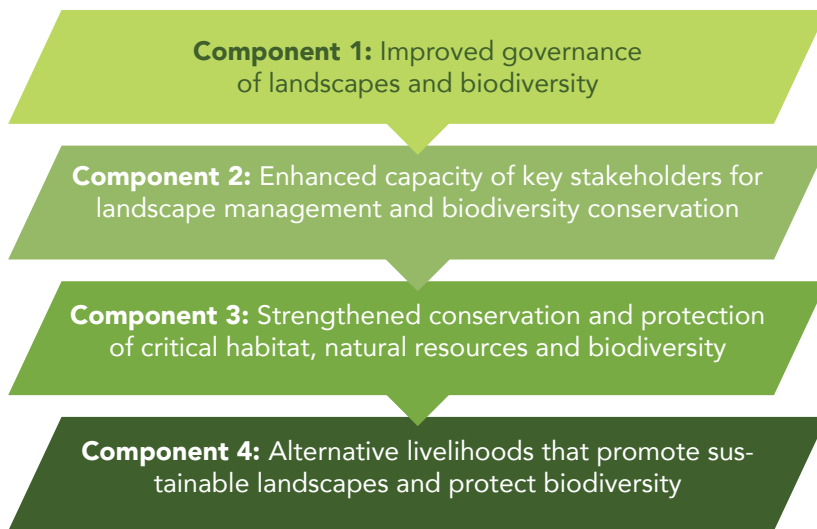 Component 1: Improved governance
of landscapes and biodiversity
Component 2: Enhanced capacity of key stakeholders for
landscape management and biodiversity conservation
Component 3: Strengthened conservation and protection
of critical habitat, natural resources and biodiversity
Component 4: Alternative livelihoods that promote sus-
tainable landscapes and protect biodiversity